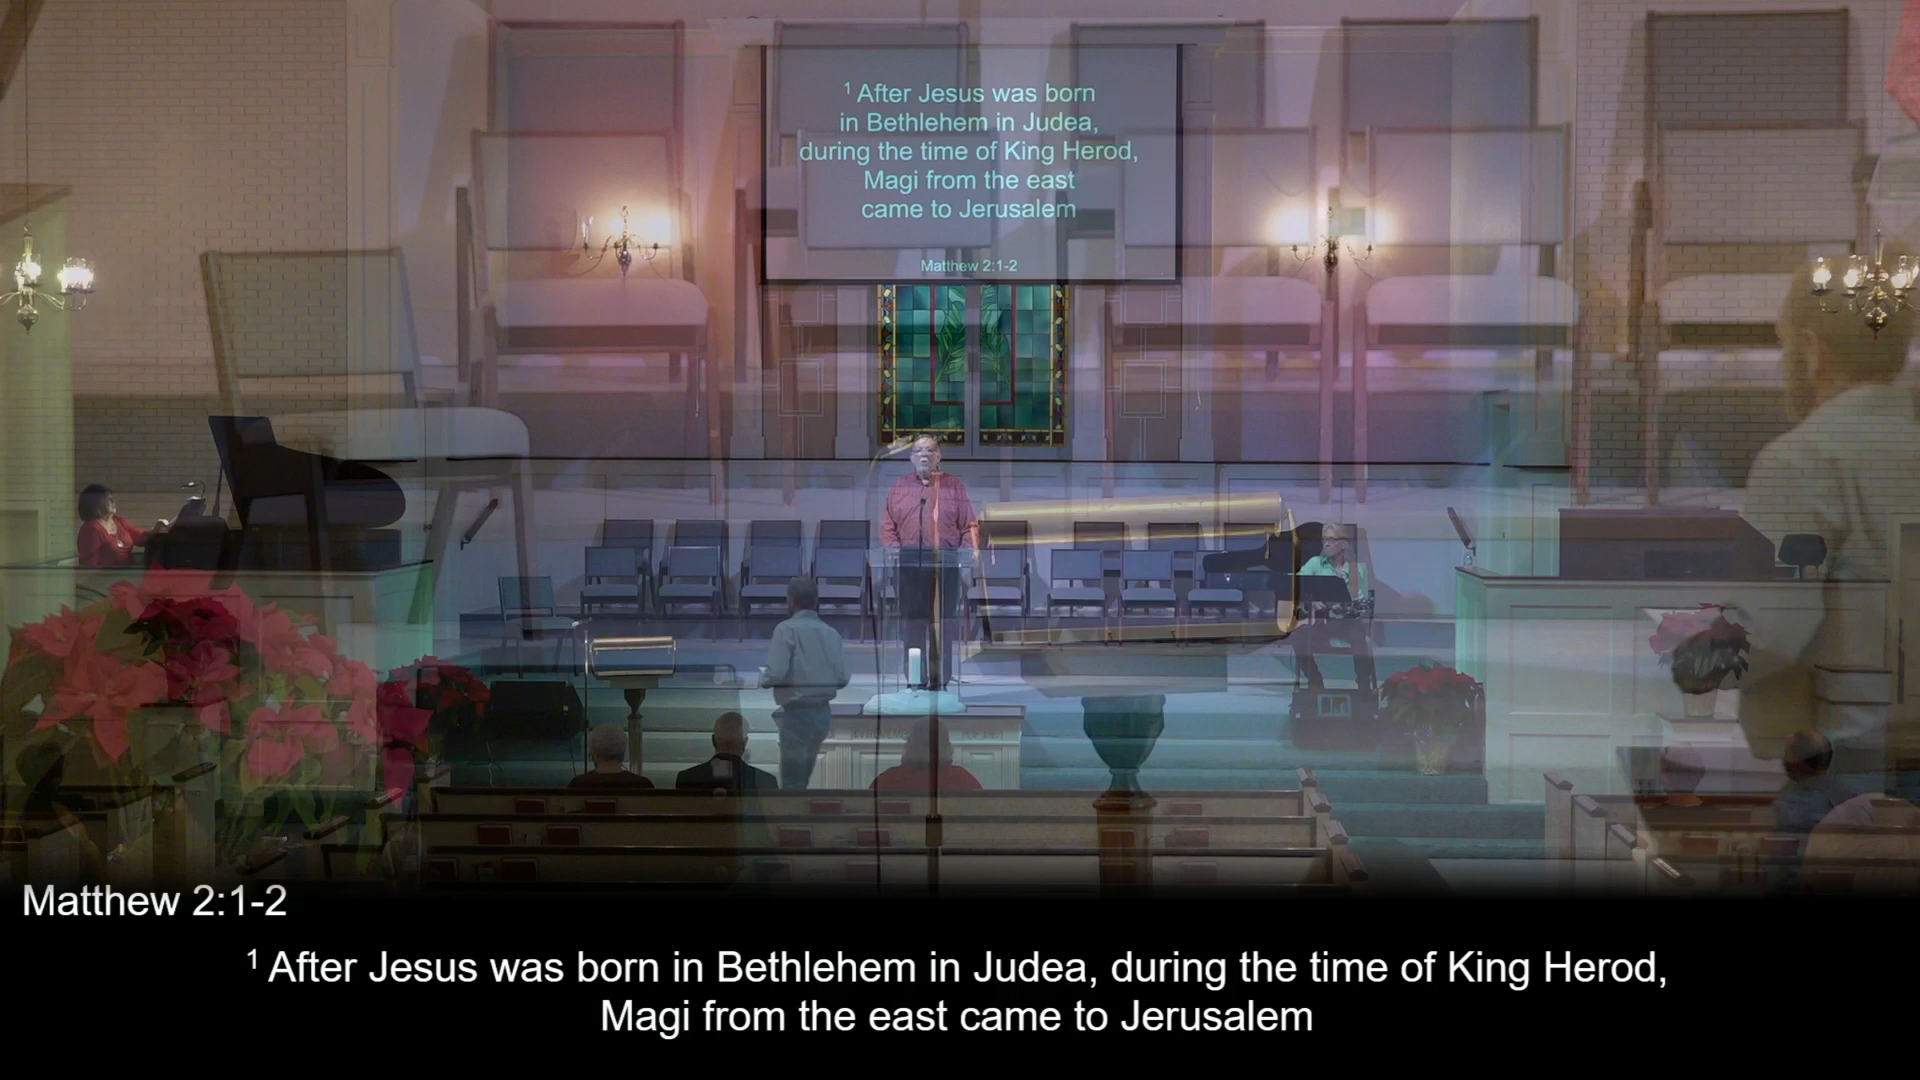 ¹ After Jesus was born
in Bethlehem in Judea,
during the time of King Herod,
Magi from the east
came to Jerusalem
Matthew 2:1-2
Matthew 2:1-2
¹ After Jesus was born in Bethlehem in Judea, during the time of King Herod,
Magi from the east came to Jerusalem